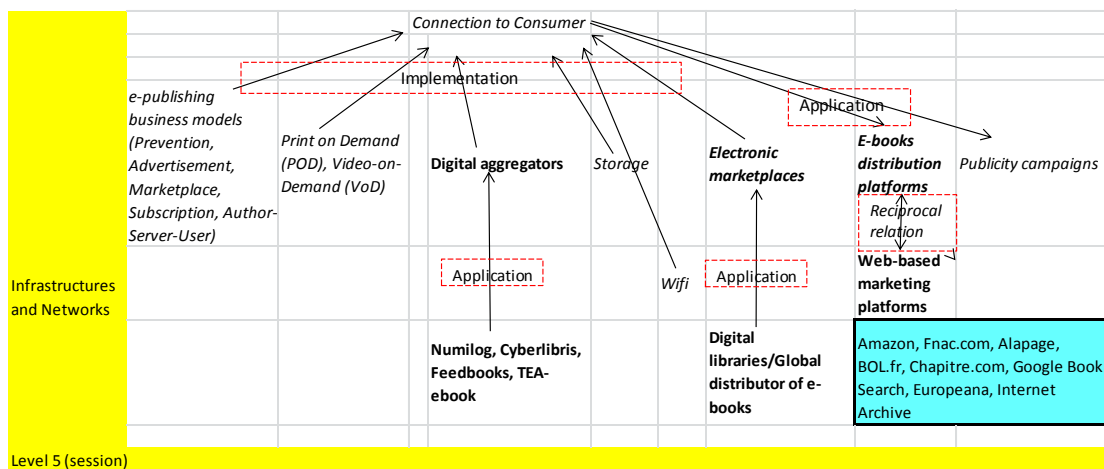 Connection to Consumer
Implementation
e-publishing
business models
(Prevention,
Advertisement,
Marketplace,
Subscription, Author-
Server-User)
Print on Demand
(POD), Video-on-
Demand (VoD)
Digital aggregators
Storage
Electronic
marketplaces
Application
E-books
distribution
platforms
Publicity campaigns
Reciprocal
relation
Web-based
marketing
platforms
Application
Wifi
Application
Infrastructures
and Networks
Numilog, Cyberlibris,
Feedbooks, TEA-
ebook
Digital
libraries/Global
distributor of e-
books
Amazon, Fnac.com, Alapage,
BOL.fr, Chapitre.com, Google Book
Search, Europeana, Internet
Archive
Level 5 (session)